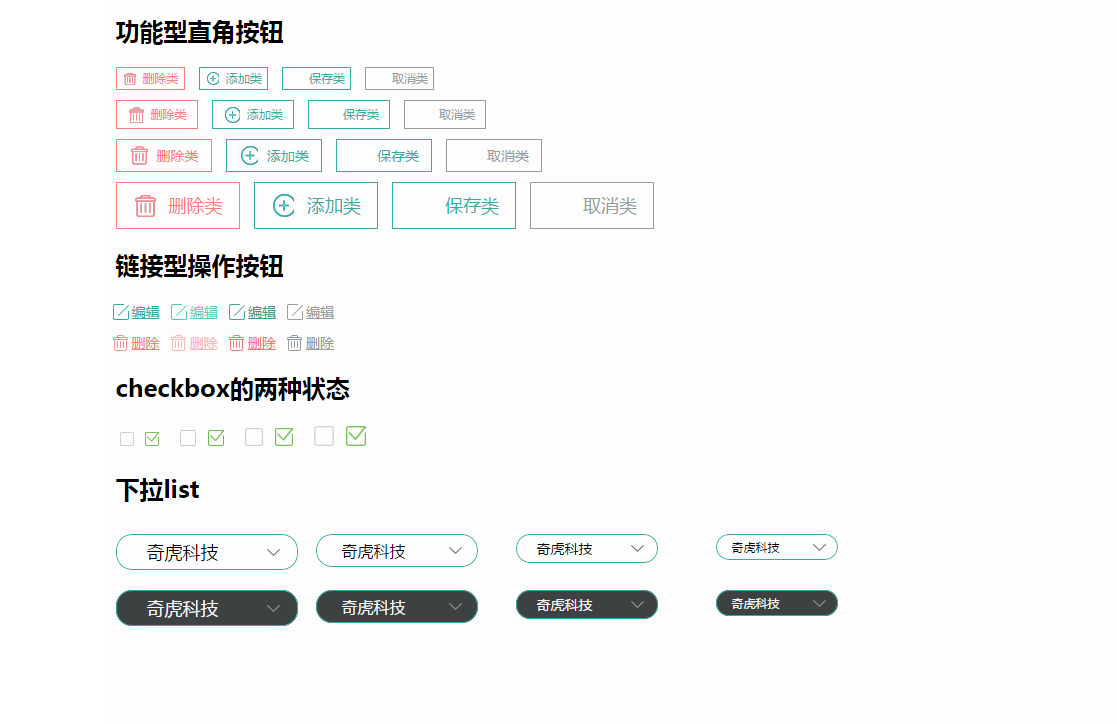 功能型直角按钮
删除类 添加类 保存类 取消类
删除类 添加类 保存类 取消类
删除类 添加类 保存类 取消类
删除类 添加类 保存类 取消类
链接型操作按钮
编辑 编辑 编辑 编辑
删除 删除 删除 删除
checkbox的两种状态
下拉list
奇虎科技 奇虎科技 奇虎科技 奇虎科技
奇虎科技 奇虎科技 奇虎科技 奇虎科技